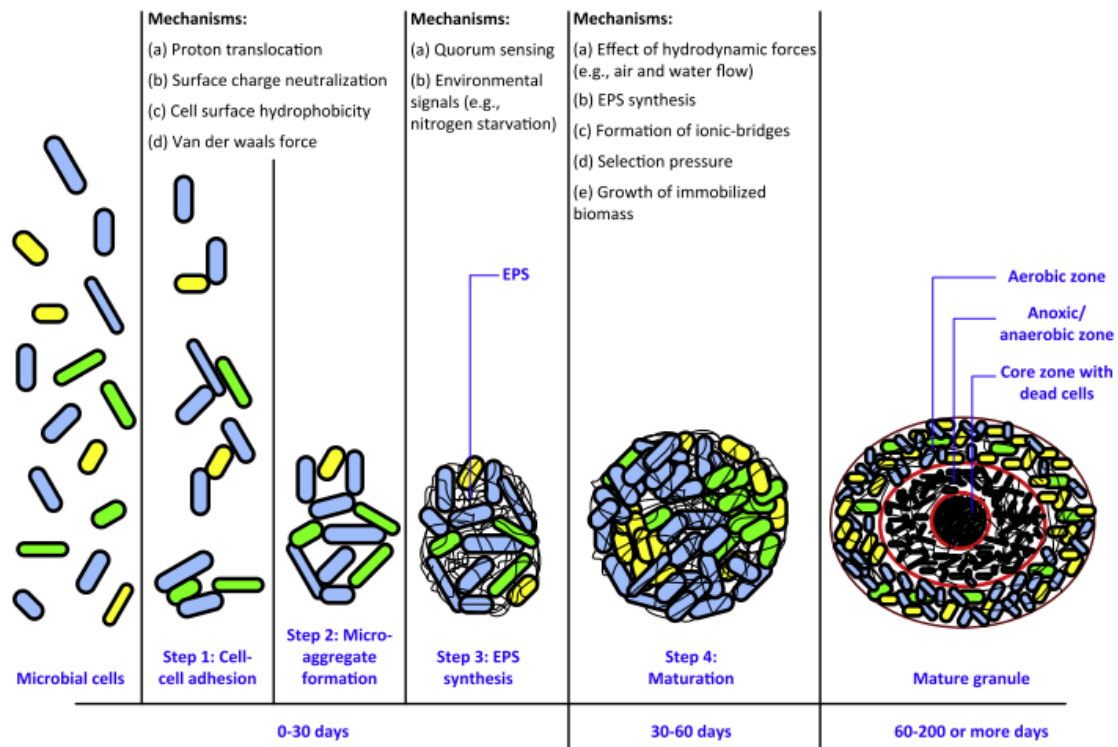 Mechanisms:
(a) Proton translocation
(b) Surface charge neutralization
(c) Cell surface hydrophobicity
(d) Van der waals force
Mechanisms:
(a) Quorum sensing
(b) Environmental
signals (e.g.,
nitrogen starvation)
Mechanisms:
(a) Effect of hydrodynamic forces
(e.g., air and water flow)
(b) EPS synthesis
(c) Formation of ionic-bridges
(d) Selection pressure
(e) Growth of immobilized
biomass
EPS
Aerobic zone
Anoxic/
anaerobic zone
Core zone with
dead cells
Microbial cells
Step 1: Cell-
cell adhesion
Step 2: Micro-
aggregate
formation
Step 3: EPS
synthesis
Step 4:
Maturation
Mature granule
0-30 days
30-60 days
60-200 or more days